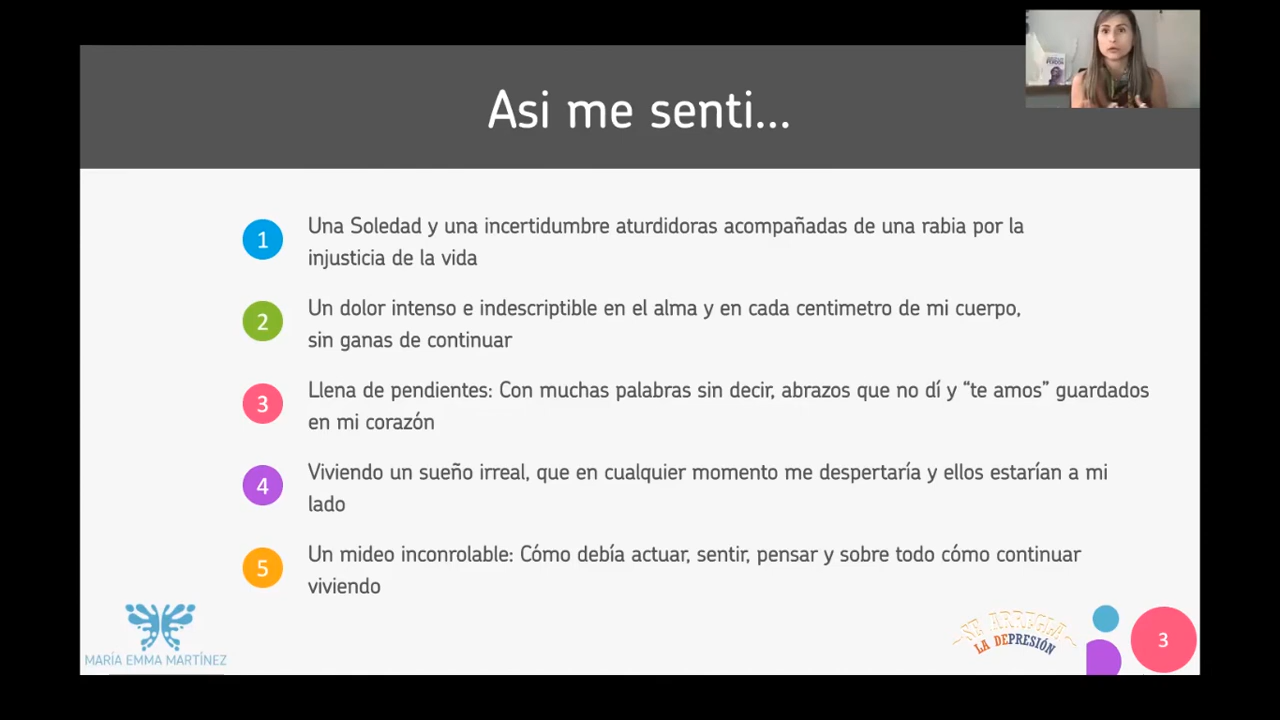 Asi me senti...
1
Una Soledad y una incertidumbre aturdidoras acompañadas de una rabia por la
injusticia de la vida
2
Un dolor intenso e indescriptible en el alma y en cada centimetro de mi cuerpo,
sin ganas de continuar
3
Llena de pendientes: Con muchas palabras sin decir, abrazos que no dí y “te amos” guardados
en mi corazón
4
Viviendo un sueño irreal, que en cualquier momento me despertaría y ellos estarían a mi
lado
5
Un mideo inconrolable: Cómo debía actuar, sentir, pensar y sobre todo cómo continuar
viviendo
MARÍA EMMA MARTÍNEZ
SE ARREGLA
LA DEPRESIÓN
3